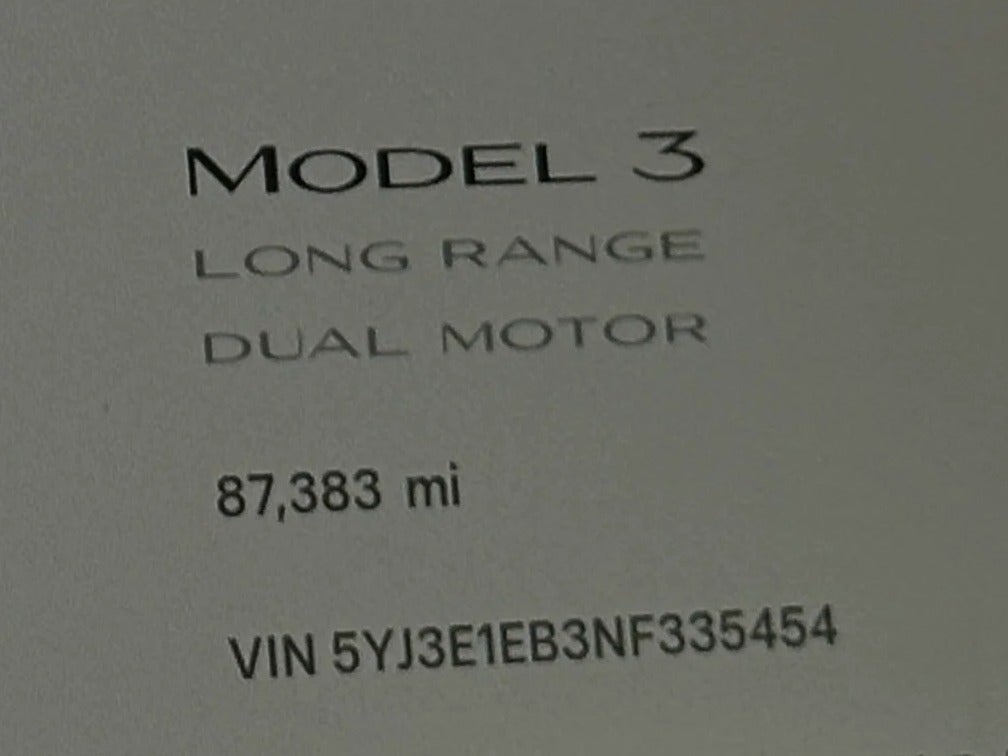 MODEL 3
LONG RANGE
DUAL MOTOR
87,383 mi
VIN 5YJ3E1EB3NF335454